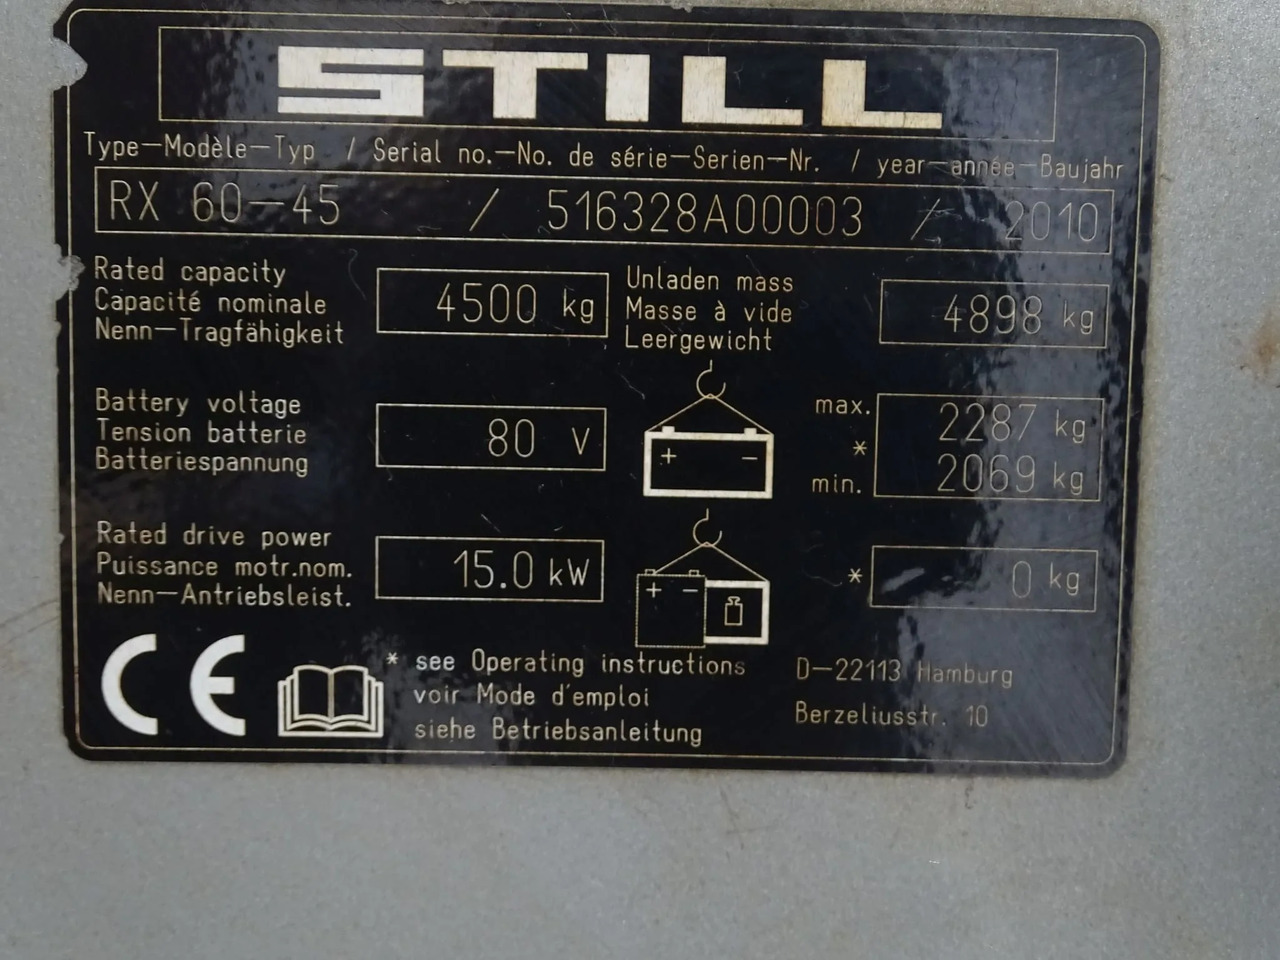 STILL
Type-Modèle-Typ / Serial no.-No. de série-Serien-Nr. / year-année-Baujahr
RX 60-45 / 516328A00003 / 2010
Rated capacity
Capacité nominale
Nenn-Tragfähigkeit
4500 kg
Unladen mass
Masse à vide
Leergewicht
4898 kg
Battery voltage
Tension batterie
Batteriespannung
80 V
+ -
max. 2287 kg
*
min. 2069 kg
Rated drive power
Puissance motr.nom.
Nenn-Antriebsleist.
15.0 kW
+ -
* 0 kg
CE
* see Operating instructions
voir Mode d'emploi
siehe Betriebsanleitung
D-22113 Hamburg
Berzeliusstr. 10